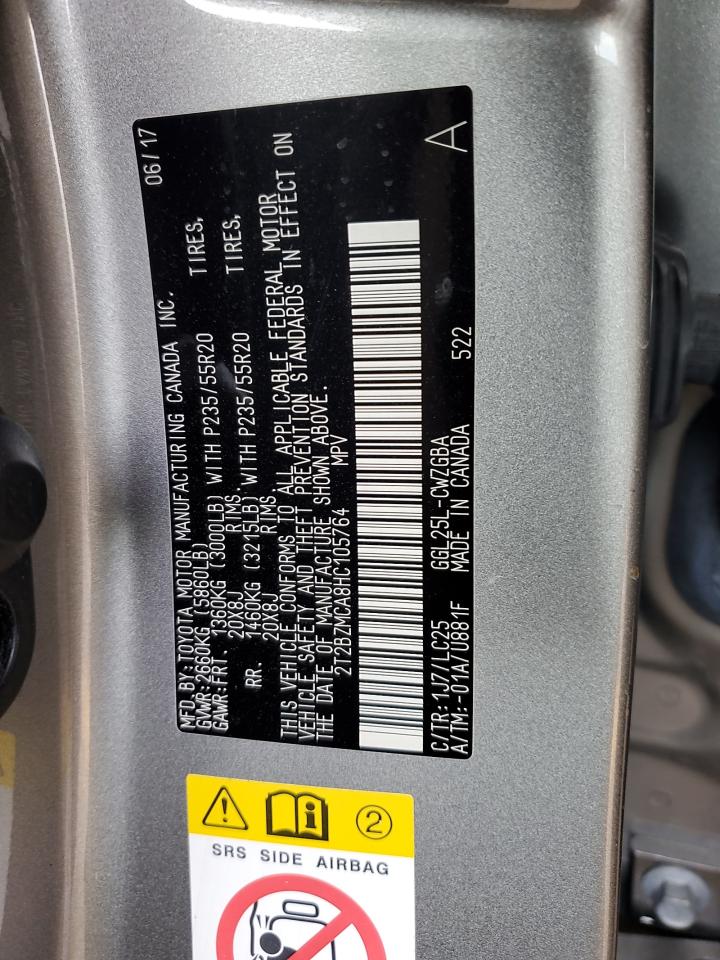 MFD. BY: TOYOTA MOTOR MANUFACTURING CANADA INC. 06/17
GVWR: 2660KG (5860LB)
GAWR: FRT 1360KG (3000LB) WITH P235/55R20 TIRES,
20X8J RIMS
RR. 1460KG (3215LB) WITH P235/55R20 TIRES,
20X8J RIMS
THIS VEHICLE CONFORMS TO ALL APPLICABLE FEDERAL MOTOR
VEHICLE SAFETY AND THEFT PREVENTION STANDARDS IN EFFECT ON
THE DATE OF MANUFACTURE SHOWN ABOVE.
2T2BZMCA8HC105764 MPV
C/TR: 1J7/LC25 GGL25L-CWZGBA A
A/TM: -01A/U881F MADE IN CANADA 522
2
SRS SIDE AIRBAG